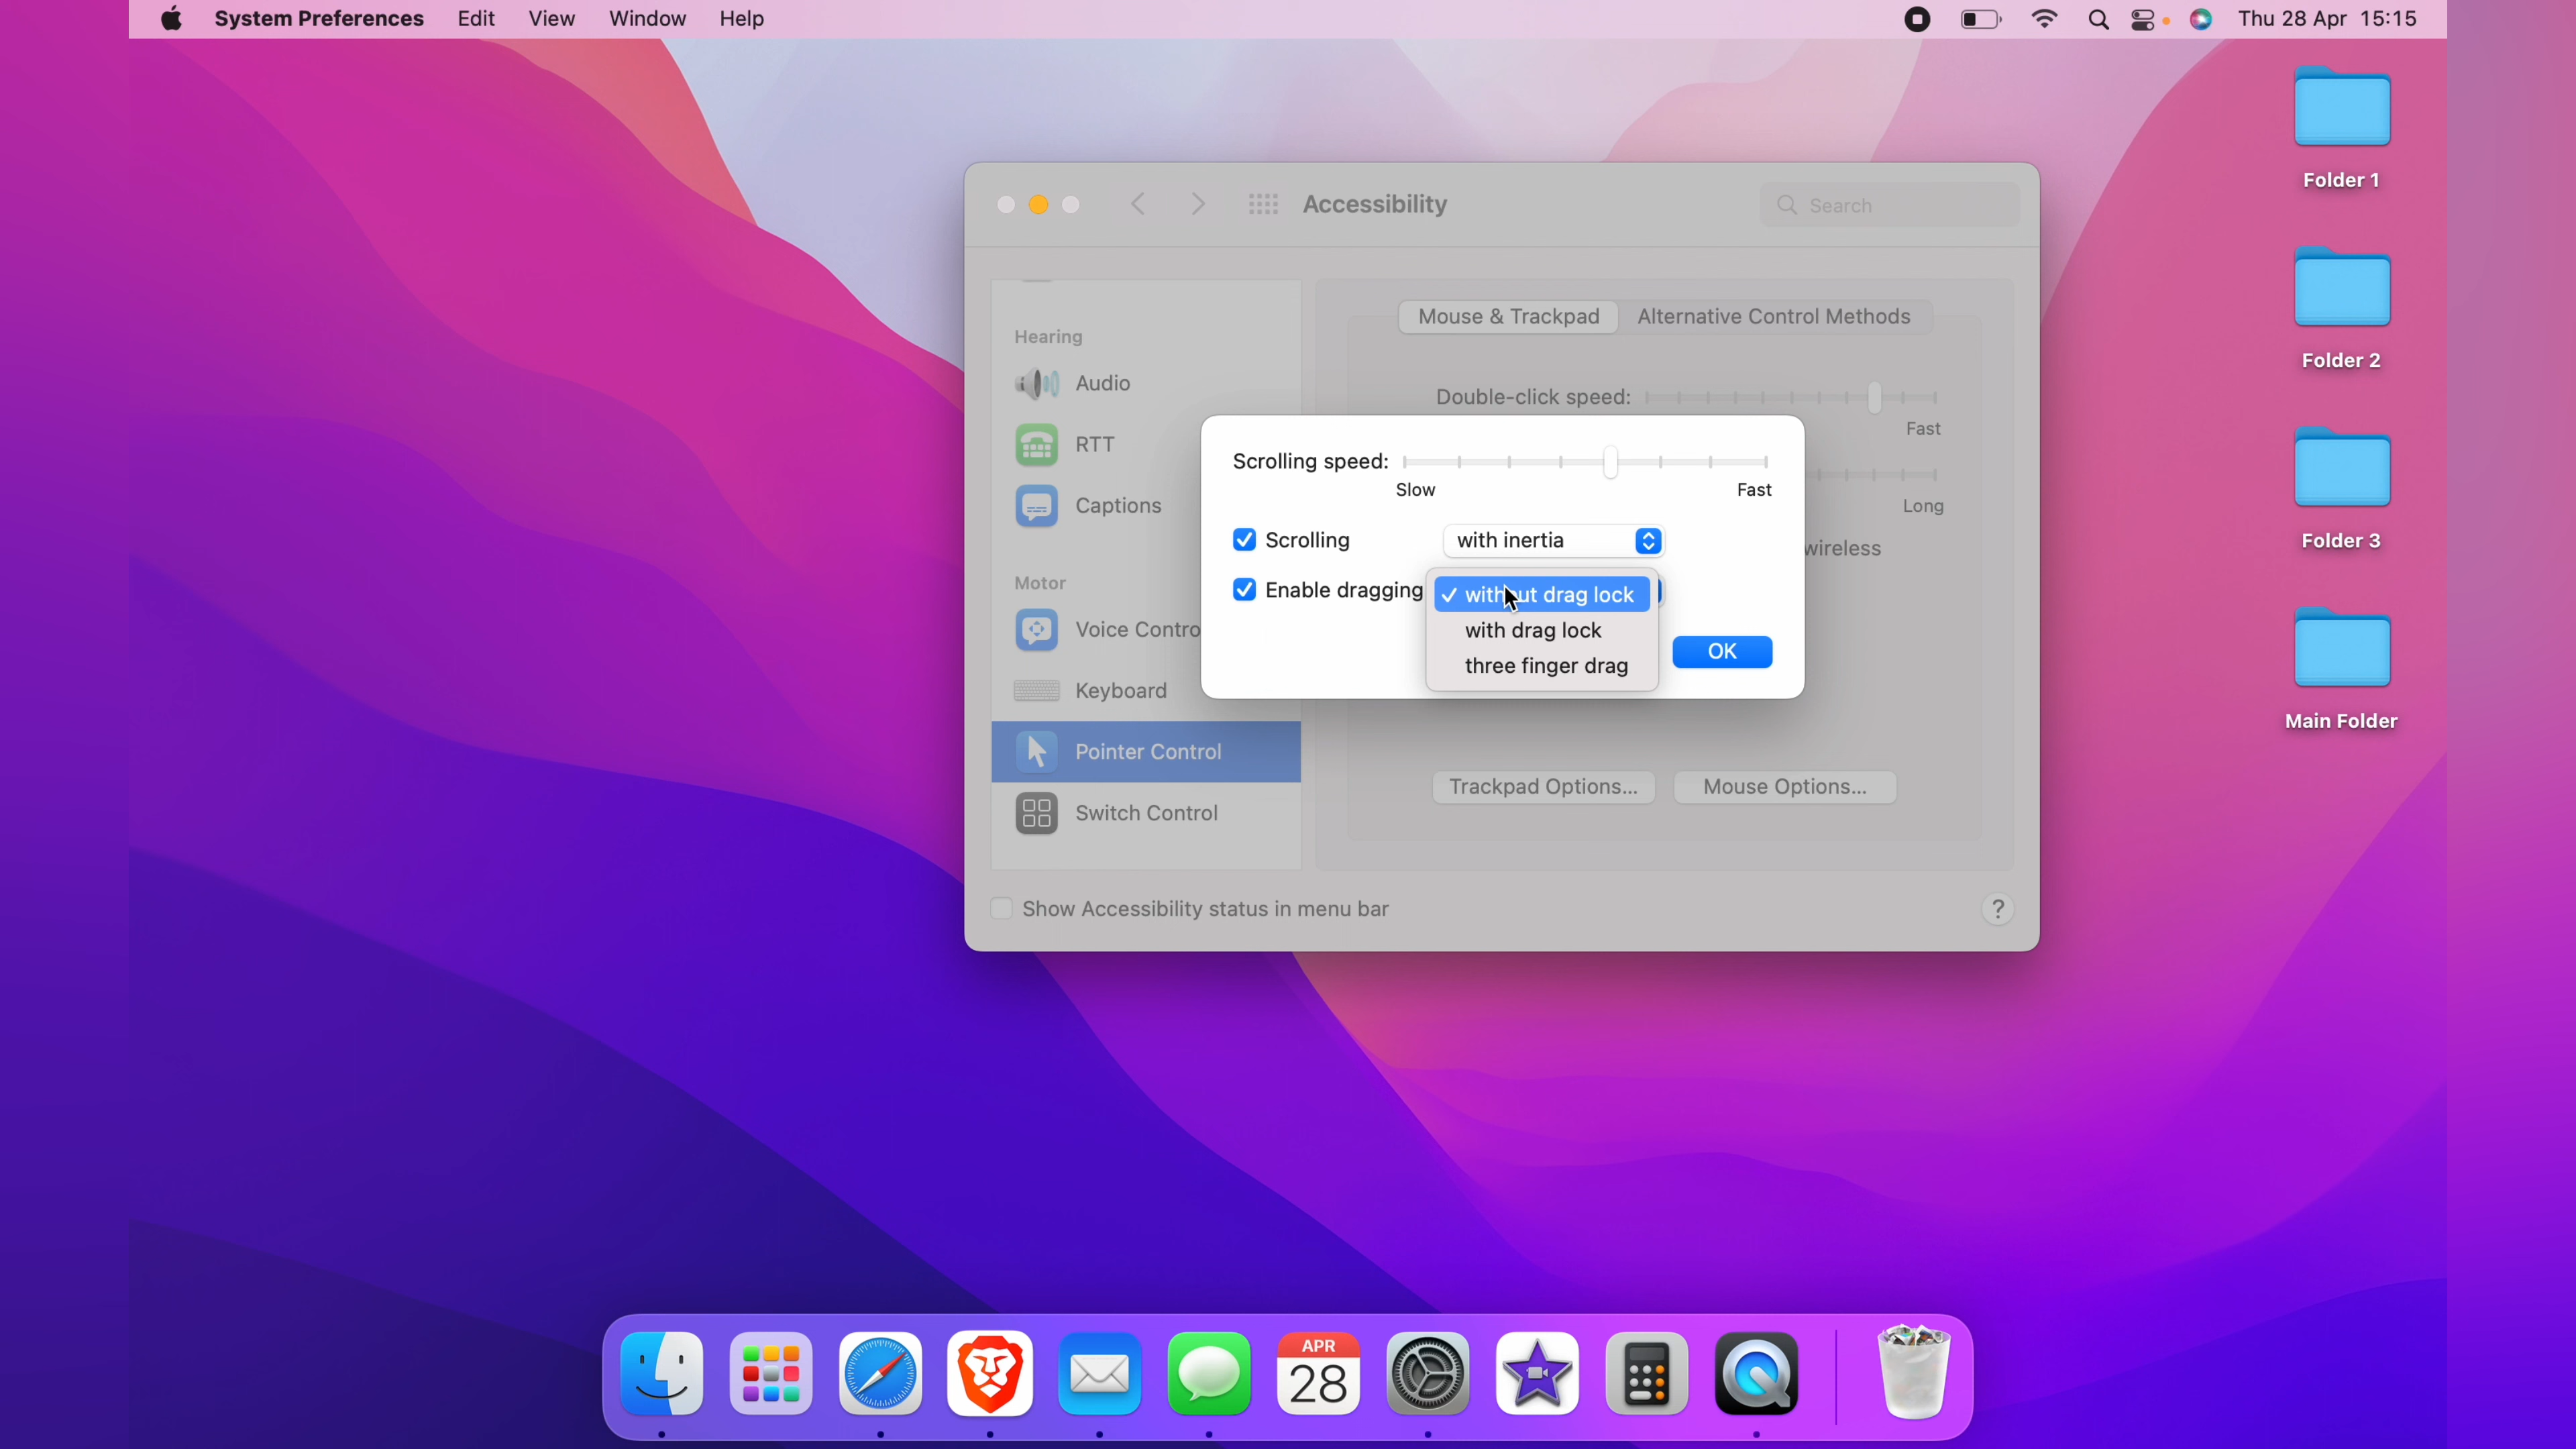 System Preferences Edit View Window Help
Thu 28 Apr 15:15
Folder 1
Folder 2
Folder 3
Main Folder
Accessibility
Search
Hearing
Audio
RTT
Captions
Motor
Voice Contro
Keyboard
Pointer Control
Switch Control
Mouse & Trackpad
Alternative Control Methods
Double-click speed:
Fast
Long
wireless
Scrolling speed:
Slow
Fast
Scrolling
with inertia
Enable dragging
without drag lock
with drag lock
three finger drag
OK
Trackpad Options...
Mouse Options...
Show Accessibility status in menu bar
?
APR
28